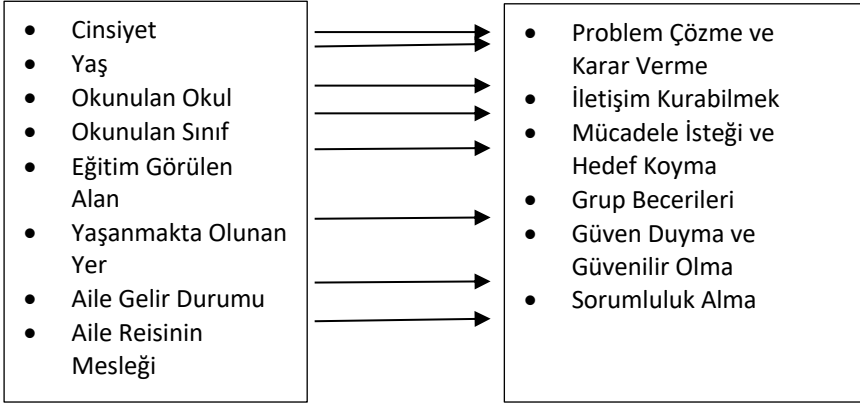 • Cinsiyet
• Yaş
• Okunulan Okul
• Okunulan Sınıf
• Eğitim Görülen
Alan
• Yaşanmakta Olunan
Yer
• Aile Gelir Durumu
• Aile Reisinin
Mesleği
• Problem Çözme ve
Karar Verme
• İletişim Kurabilmek
• Mücadele İsteği ve
Hedef Koyma
• Grup Becerileri
• Güven Duyma ve
Güvenilir Olma
• Sorumluluk Alma